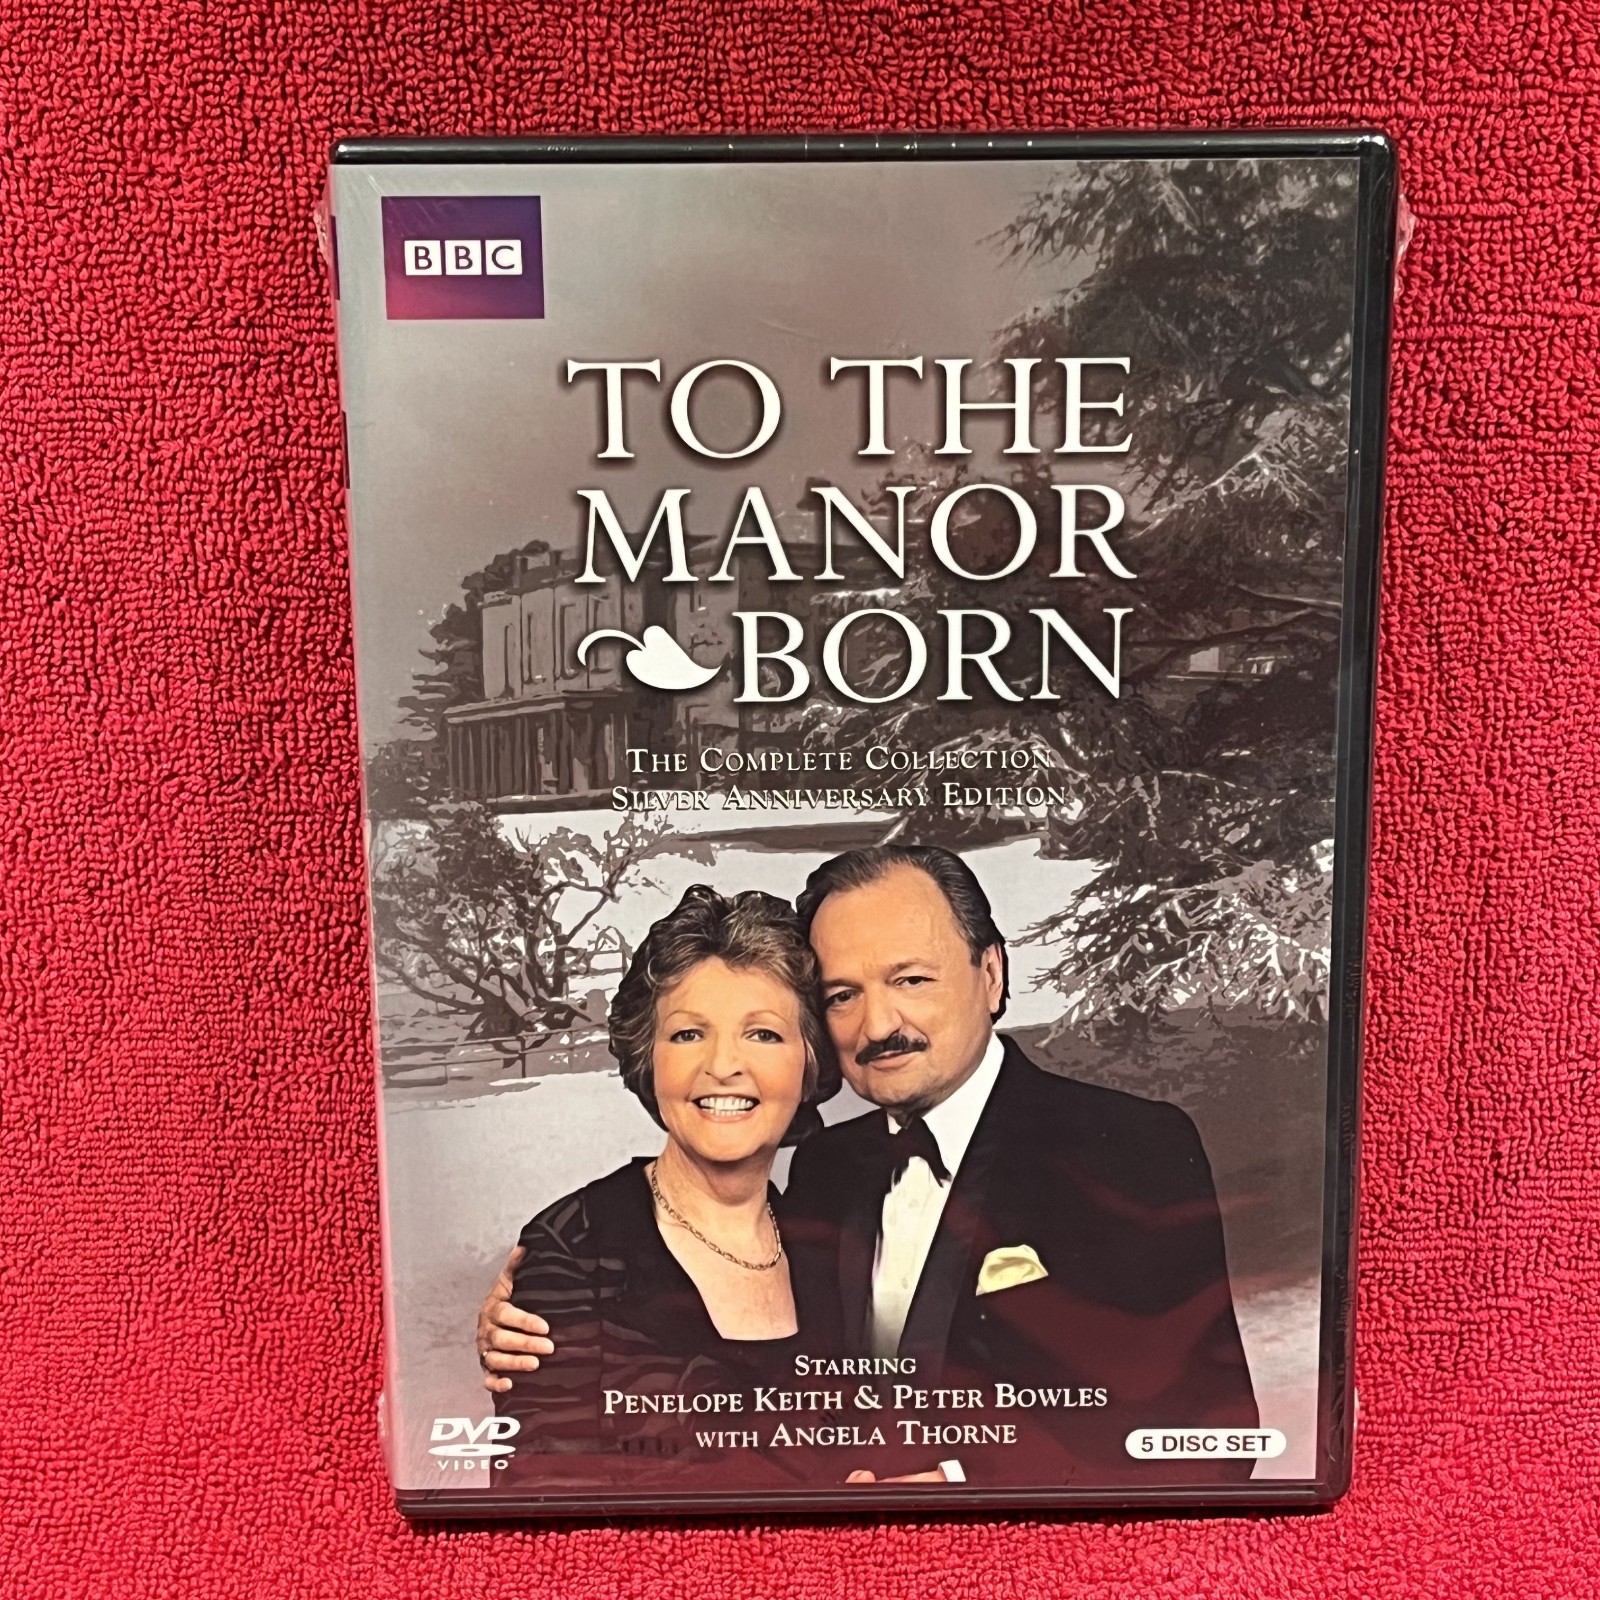 BBC
TO THE
MANOR
BORN
THE COMPLETE COLLECTION
SILVER ANNIVERSARY EDITION
STARRING
PENELOPE KEITH & PETER BOWLES
WITH ANGELA THORNE
DVD
VIDEO
5 DISC SET